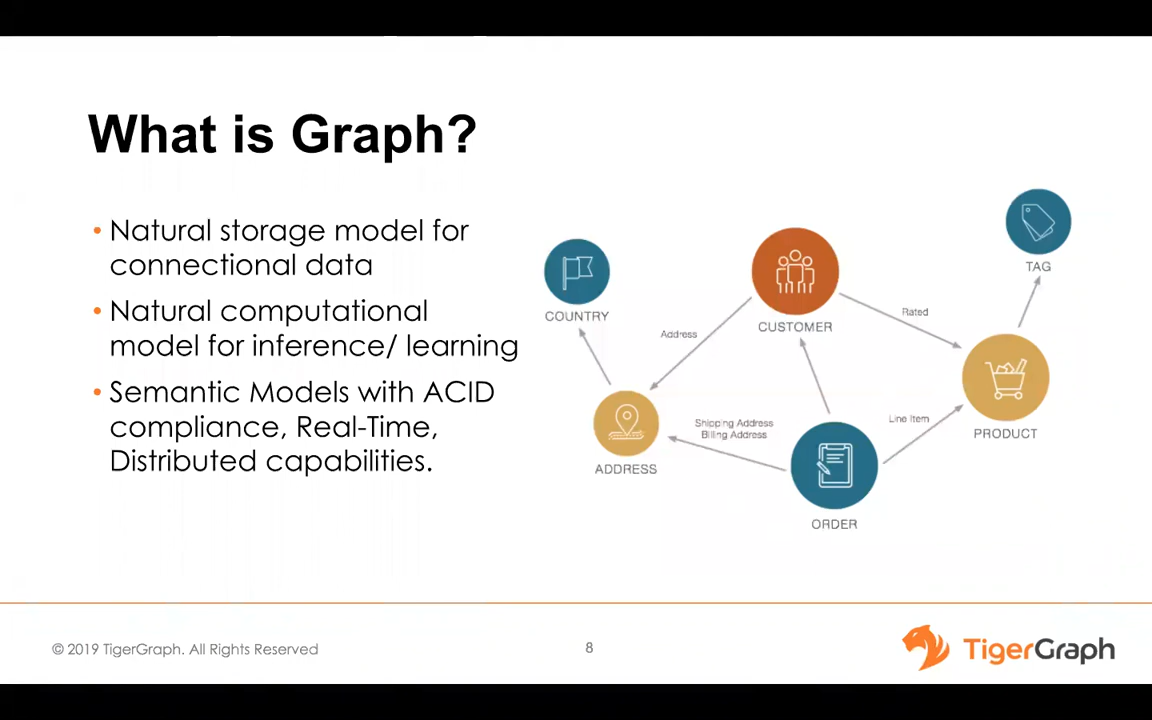 What is Graph?
• Natural storage model for
connectional data
• Natural computational
model for inference/ learning
• Semantic Models with ACID
compliance, Real-Time,
Distributed capabilities.
TAG
COUNTRY
CUSTOMER
Rated
Address
PRODUCT
Line Item
Shipping Address
Billing Address
ADDRESS
ORDER
© 2019 TigerGraph. All Rights Reserved
8
TigerGraph